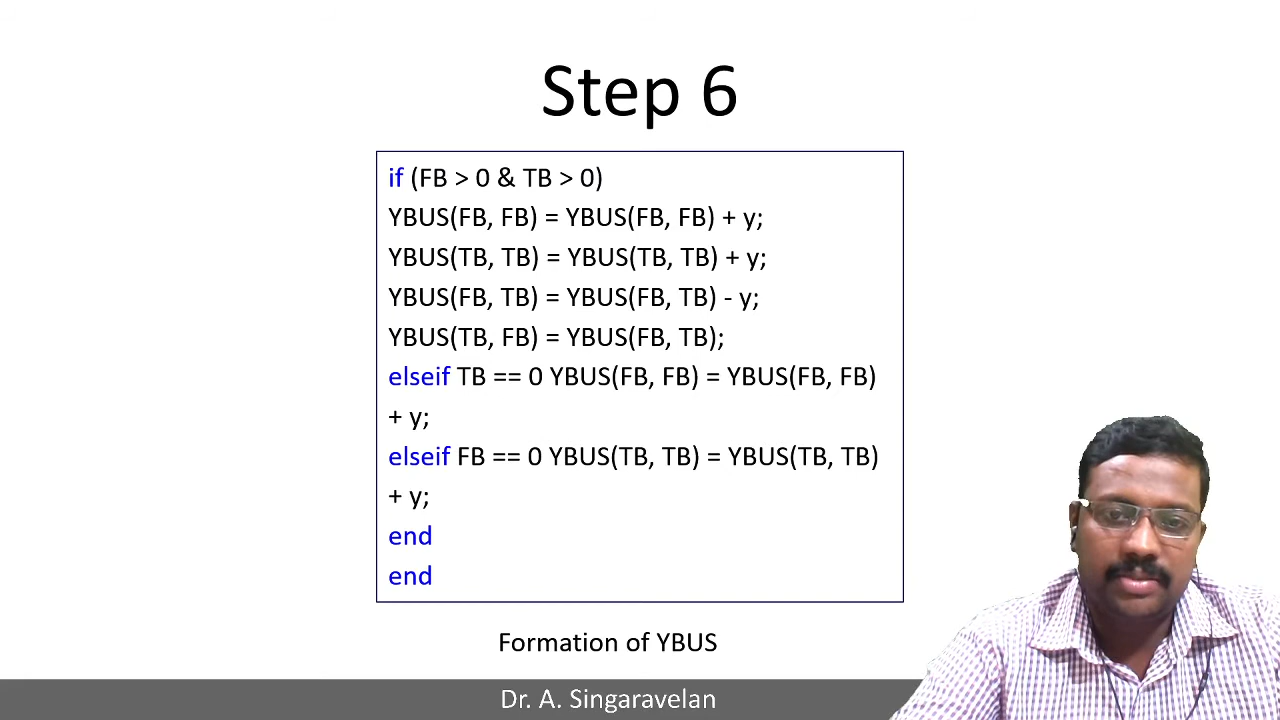 Step 6
if (FB > 0 & TB > 0)
YBUS(FB, FB) = YBUS(FB, FB) + y;
YBUS(TB, TB) = YBUS(TB, TB) + y;
YBUS(FB, TB) = YBUS(FB, TB) - y;
YBUS(TB, FB) = YBUS(FB, TB);
elseif TB == 0 YBUS(FB, FB) = YBUS(FB, FB)
+ y;
elseif FB == 0 YBUS(TB, TB) = YBUS(TB, TB)
+ y;
end
end
Formation of YBUS
Dr. A. Singaravelan